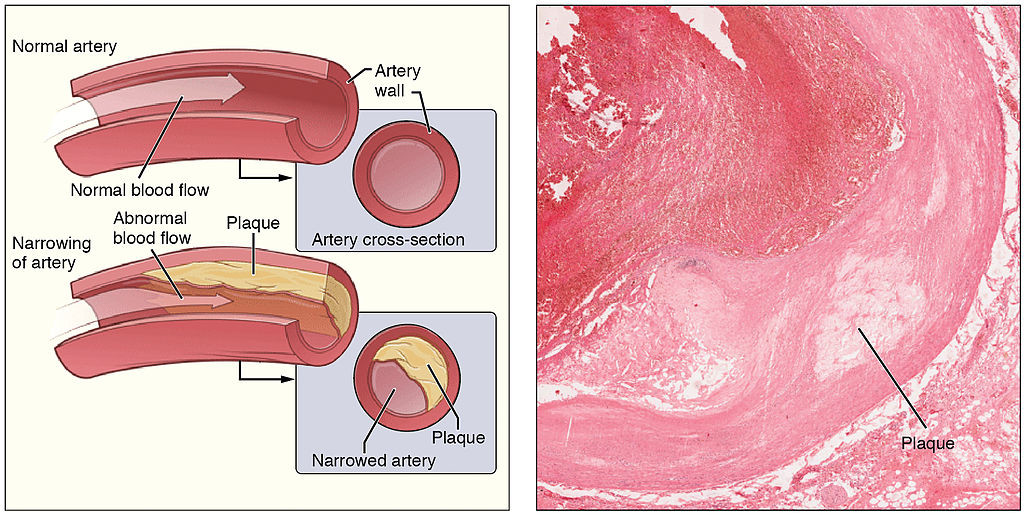 Normal artery
Artery
wall
Normal blood flow
Artery cross-section
Abnormal
blood flow
Plaque
Narrowing
of artery
Plaque
Narrowed artery
Plaque